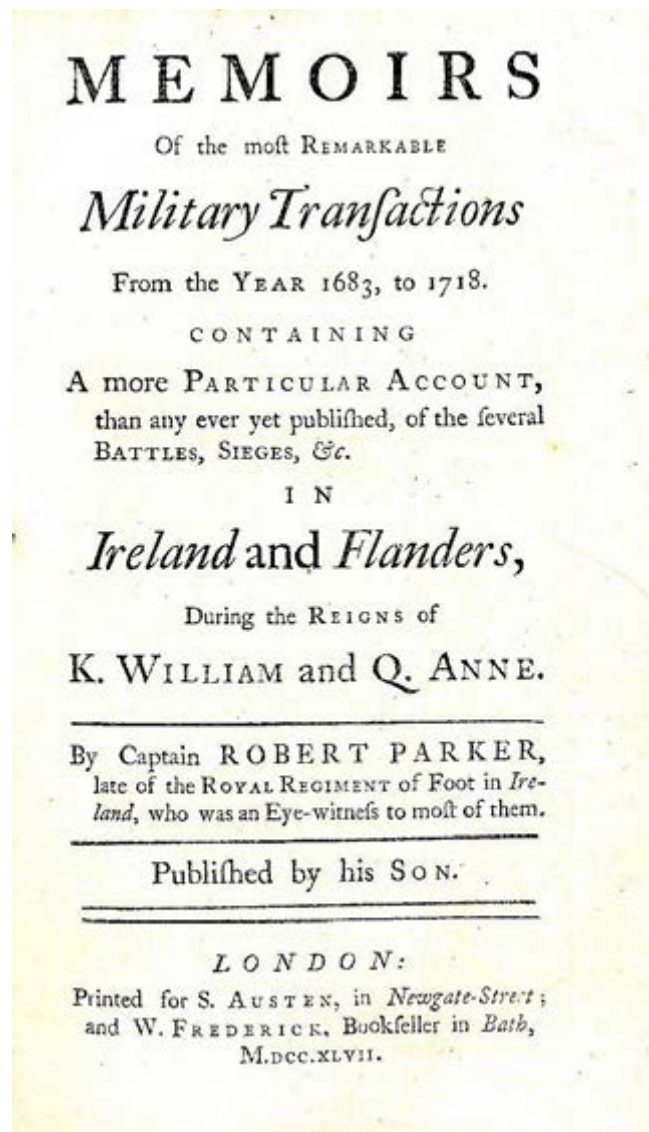 MEMOIRS
Of the moſt REMARKABLE
Military Tranſactions
From the YEAR 1683, to 1718.
CONTAINING
A more PARTICULAR ACCOUNT,
than any ever yet publiſhed, of the ſeveral
BATTLES, SIEGES, &c.
IN
Ireland and Flanders,
During the REIGNS of
K. WILLIAM and Q. ANNE.
By Captain ROBERT PARKER,
late of the ROYAL REGIMENT of Foot in Ire-
land, who was an Eye-witneſs to moſt of them.
Publiſhed by his SON.
LONDON:
Printed for S. AUSTEN, in Newgate-Street;
and W. FREDERICK, Bookſeller in Bath,
M.DCC.XLVII.